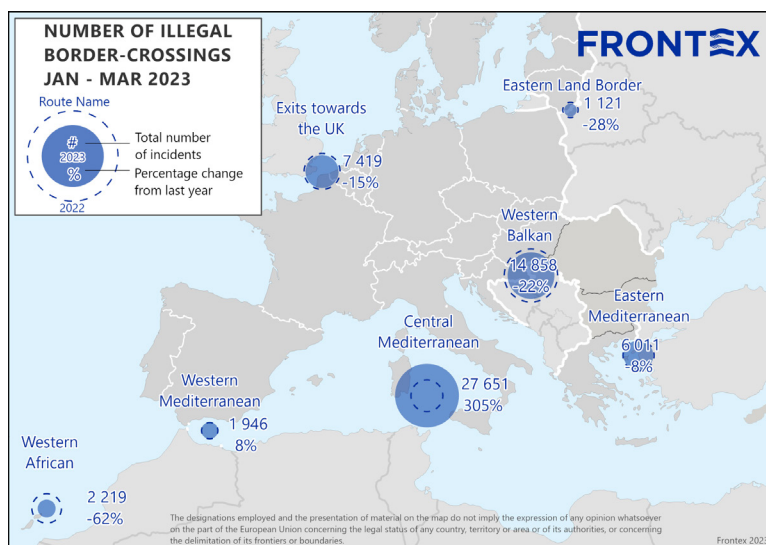 NUMBER OF ILLEGAL
BORDER-CROSSINGS
JAN - MAR 2023
Route Name
#
2023
%
Total number
of incidents
Percentage change
from last year
2022
FRONTEX
Eastern Land Border
1 121
-28%
Exits towards
the UK
7 419
-15%
Western
Balkan
14 858
-22%
Eastern
Mediterranean
6 011
-8%
Central
Mediterranean
27 651
305%
Western
Mediterranean
1 946
8%
Western
African
2 219
-62%
The designations employed and the presentation of material on the map do not imply the expression of any opinion whatsoever
on the part of the European Union concerning the legal status of any country, territory or area or of its authorities, or concerning
the delimitation of its frontiers or boundaries.
Frontex 2023